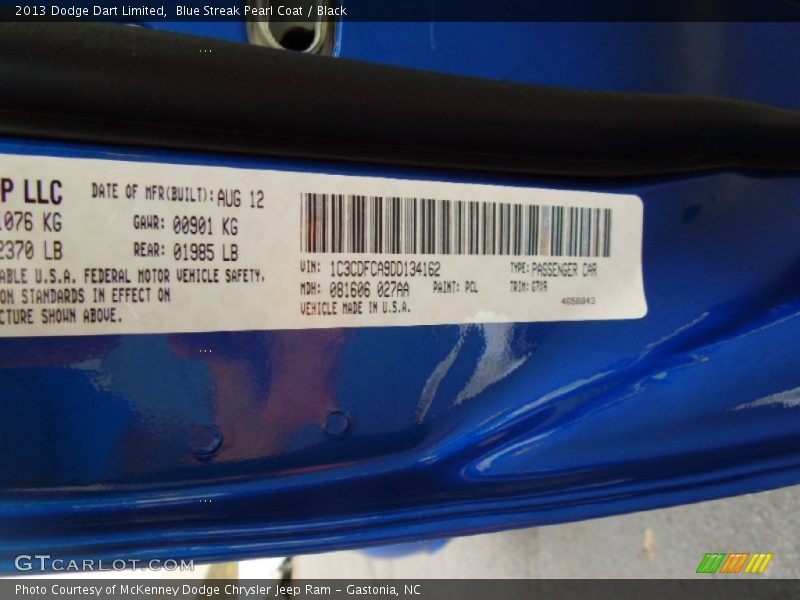 2013 Dodge Dart Limited,  Blue Streak Pearl Coat / Black
P LLC DATE OF MFR(BUILT): AUG 12
1076 KG GAWR: 00901 KG
2370 LB REAR: 01985 LB
ABLE U.S.A. FEDERAL MOTOR VEHICLE SAFETY.
ON STANDARDS IN EFFECT ON
CTURE SHOWN ABOVE.
VIN: 1C3CDFCA9DD134162 TYPE: PASSENGER CAR
MDH: 081606 027AA PAINT: PCL TRIM: G7X9
VEHICLE MADE IN U.S.A. 4658043
GTCARLOT.COM
Photo Courtesy of McKenney Dodge Chrysler Jeep Ram – Gastonia, NC